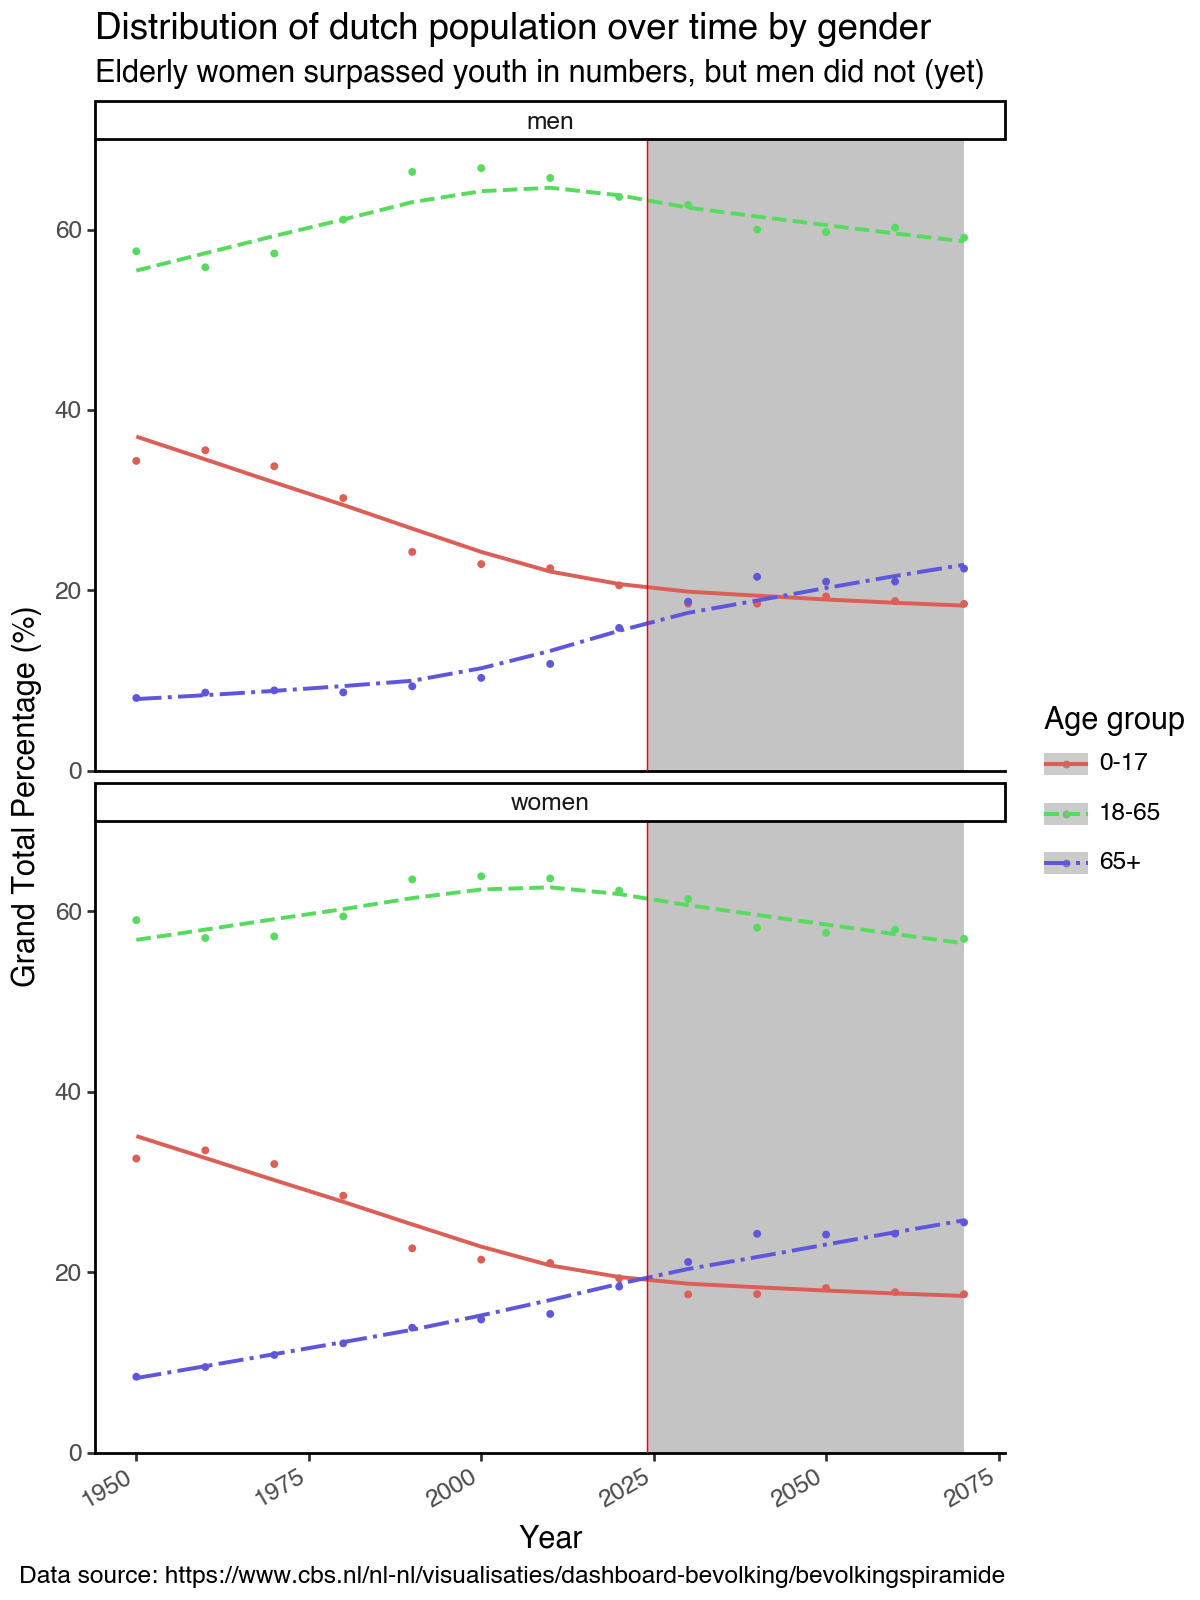 Distribution of dutch population over time by gender
Elderly women surpassed youth in numbers, but men did not (yet)
men
60
40
20
0
women
60
40
20
0
Grand Total Percentage (%)
1950
1975
2000
2025
2050
2075
Year
Age group
0-17
18-65
65+
Data source: https://www.cbs.nl/nl-nl/visualisaties/dashboard-bevolking/bevolkingspiramide